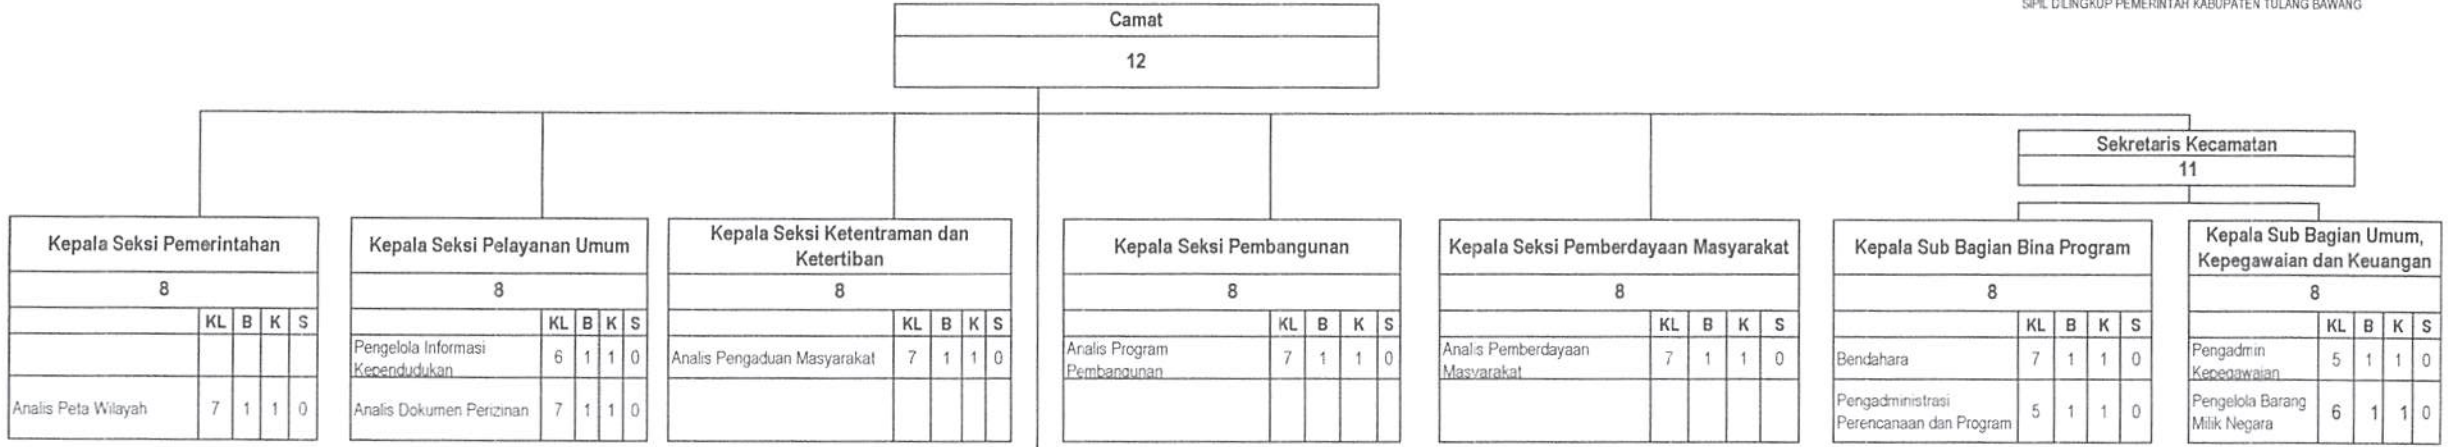 SIPIL DILINGKUP PEMERINTAH KABUPATEN TULANG BAWANG
Camat
12
Sekretaris Kecamatan
11
Kepala Seksi Pemerintahan
8
KL B K S
Analis Peta Wilayah 7 1 1 0
Kepala Seksi Pelayanan Umum
8
KL B K S
Pengelola Informasi
Kependudukan 6 1 1 0
Analis Dokumen Perizinan 7 1 1 0
Kepala Seksi Ketentraman dan
Ketertiban
8
KL B K S
Analis Pengaduan Masyarakat 7 1 1 0
Kepala Seksi Pembangunan
8
KL B K S
Analis Program
Pembangunan 7 1 1 0
Kepala Seksi Pemberdayaan Masyarakat
8
KL B K S
Analis Pemberdayaan
Masyarakat 7 1 1 0
Kepala Sub Bagian Bina Program
8
KL B K S
Bendahara 7 1 1 0
Pengadministrasi
Perencanaan dan Program 5 1 1 0
Kepala Sub Bagian Umum,
Kepegawaian dan Keuangan
8
KL B K S
Pengadmin
Kepegawaian 5 1 1 0
Pengelola Barang
Milik Negara 6 1 1 0